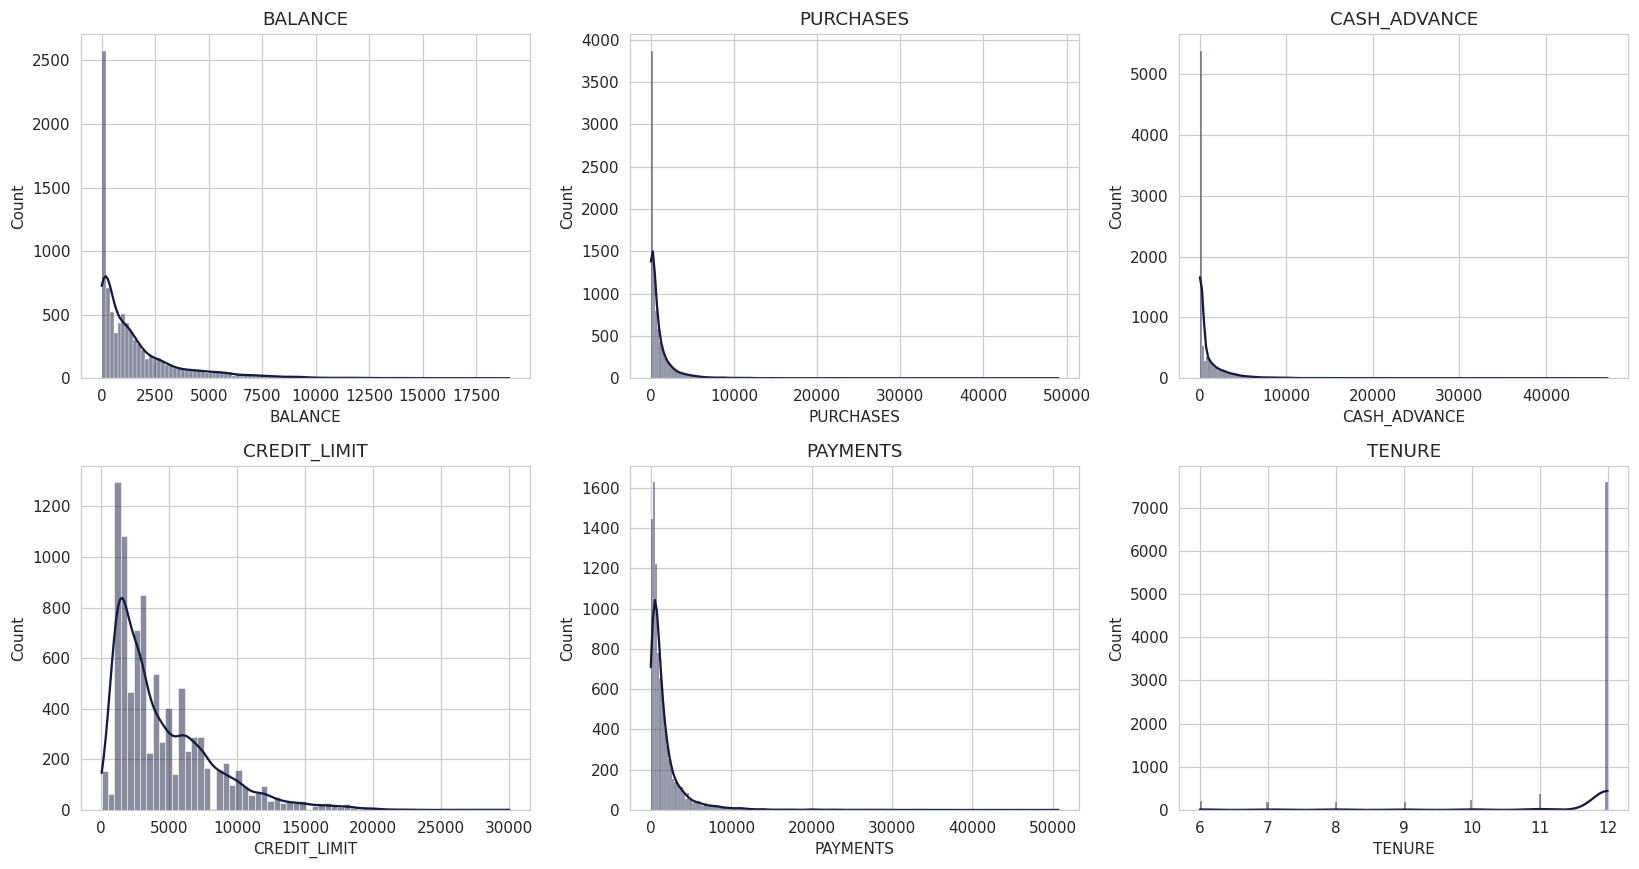 BALANCE
2500
2000
1500
1000
500
0
Count
0 2500 5000 7500 10000 12500 15000 17500
BALANCE
PURCHASES
4000
3500
3000
2500
2000
1500
1000
500
0
Count
0 10000 20000 30000 40000 50000
PURCHASES
CASH_ADVANCE
5000
4000
3000
2000
1000
0
Count
0 10000 20000 30000 40000
CASH_ADVANCE
CREDIT_LIMIT
1200
1000
800
600
400
200
0
Count
0 5000 10000 15000 20000 25000 30000
CREDIT_LIMIT
PAYMENTS
1600
1400
1200
1000
800
600
400
200
0
Count
0 10000 20000 30000 40000 50000
PAYMENTS
TENURE
7000
6000
5000
4000
3000
2000
1000
0
Count
6 7 8 9 10 11 12
TENURE